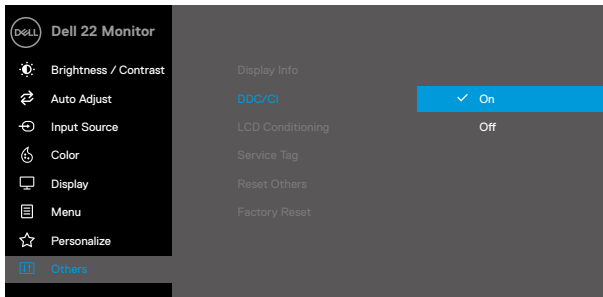 DELL Dell 22 Monitor
Brightness / Contrast
Auto Adjust
Input Source
Color
Display
Menu
Personalize
Others
Display Info
DDC/CI
LCD Conditioning
Service Tag
Reset Others
Factory Reset
On
Off